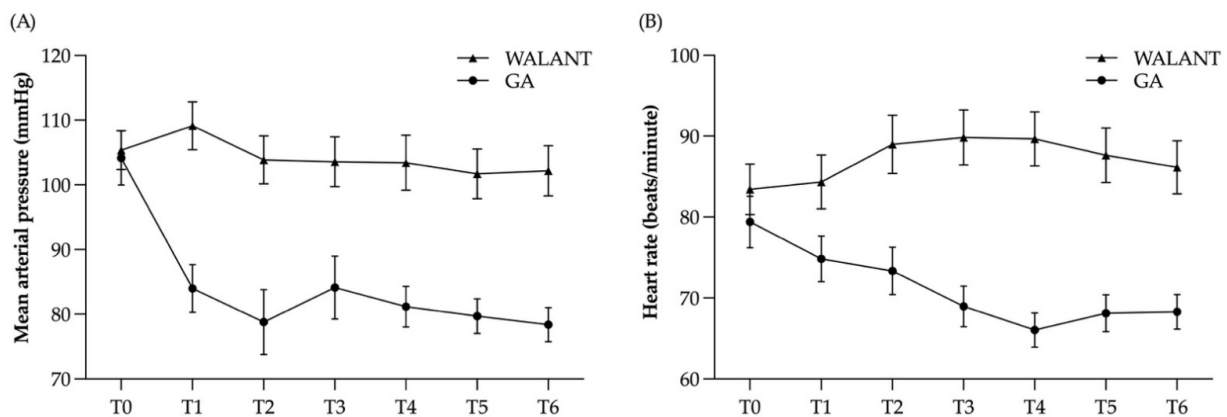 (A)
Mean arterial pressure (mmHg)
120
110
100
90
80
70
T0 T1 T2 T3 T4 T5 T6
WALANT
GA
(B)
Heart rate (beats/minute)
100
90
80
70
60
T0 T1 T2 T3 T4 T5 T6
WALANT
GA